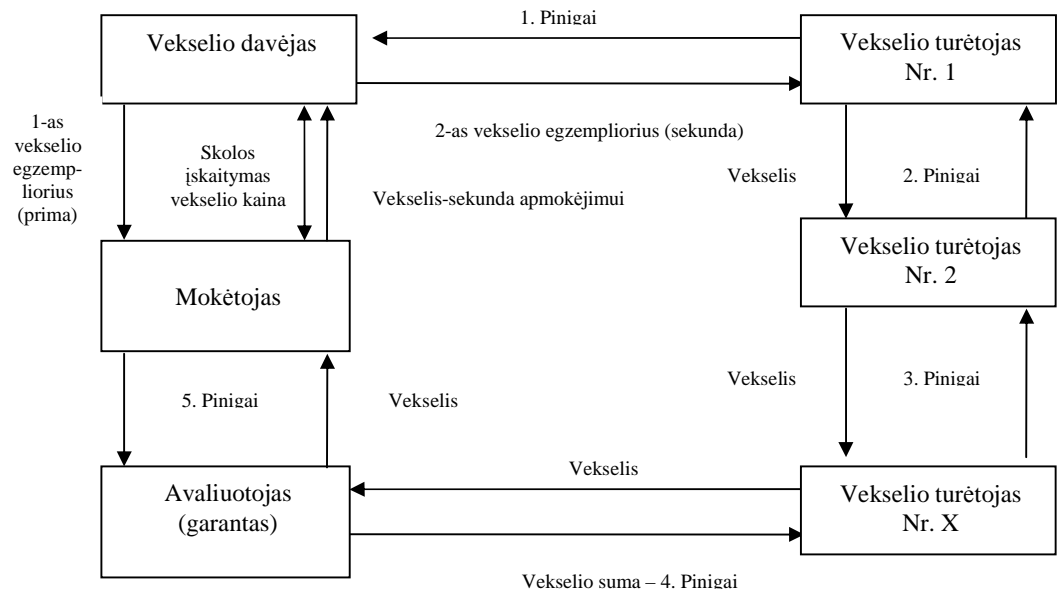 1. Pinigai
Vekselio davėjas
Vekselio turėtojas
Nr. 1
1-as
vekselio
egzemp-
liorius
(prima)
Skolos
įskaitymas
vekselio kaina
2-as vekselio egzempliorius (sekunda)
Vekselis-sekunda apmokėjimui
Vekselis
2. Pinigai
Mokėtojas
Vekselio turėtojas
Nr. 2
5. Pinigai
Vekselis
Vekselis
3. Pinigai
Avaliuotojas
(garantas)
Vekselis
Vekselio turėtojas
Nr. X
Vekselio suma – 4. Pinigai